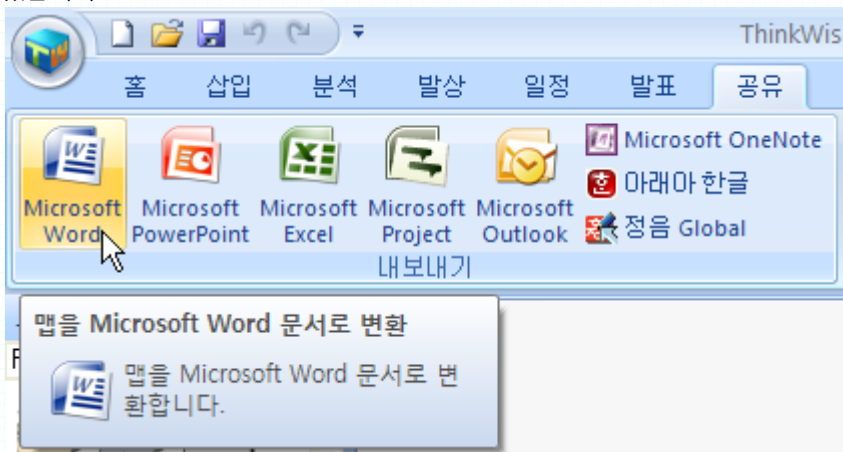 ThinkWis
홈 삽입 분석 발상 일정 발표 공유
Microsoft Word
Microsoft PowerPoint
Microsoft Excel
Microsoft Project
Microsoft Outlook
Microsoft OneNote
아래아 한글
정음 Global
내보내기
맵을 Microsoft Word 문서로 변환
맵을 Microsoft Word 문서로 변
환합니다.